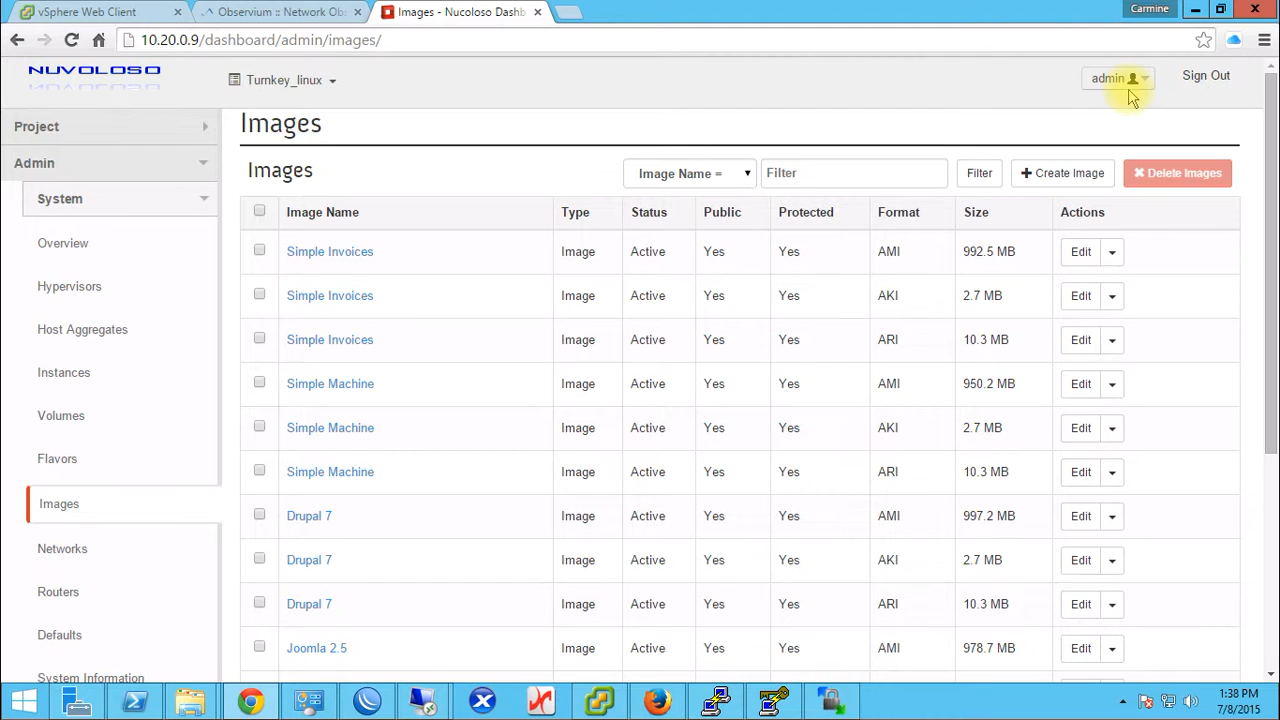 vSphere Web Client
Observium :: Network Obs
Images - Nucoloso Dashb
Carmine
10.20.0.9/dashboard/admin/images/
NUVOLOSO
Turnkey_linux
admin
Sign Out
Project
Admin
System
Overview
Hypervisors
Host Aggregates
Instances
Volumes
Flavors
Images
Networks
Routers
Defaults
System Information
Images
Images
Image Name =
Filter
Filter
Create Image
Delete Images
Image Name Type Status Public Protected Format Size Actions
Simple Invoices Image Active Yes Yes AMI 992.5 MB Edit
Simple Invoices Image Active Yes Yes AKI 2.7 MB Edit
Simple Invoices Image Active Yes Yes ARI 10.3 MB Edit
Simple Machine Image Active Yes Yes AMI 950.2 MB Edit
Simple Machine Image Active Yes Yes AKI 2.7 MB Edit
Simple Machine Image Active Yes Yes ARI 10.3 MB Edit
Drupal 7 Image Active Yes Yes AMI 997.2 MB Edit
Drupal 7 Image Active Yes Yes AKI 2.7 MB Edit
Drupal 7 Image Active Yes Yes ARI 10.3 MB Edit
Joomla 2.5 Image Active Yes Yes AMI 978.7 MB Edit
1:38 PM
7/8/2015